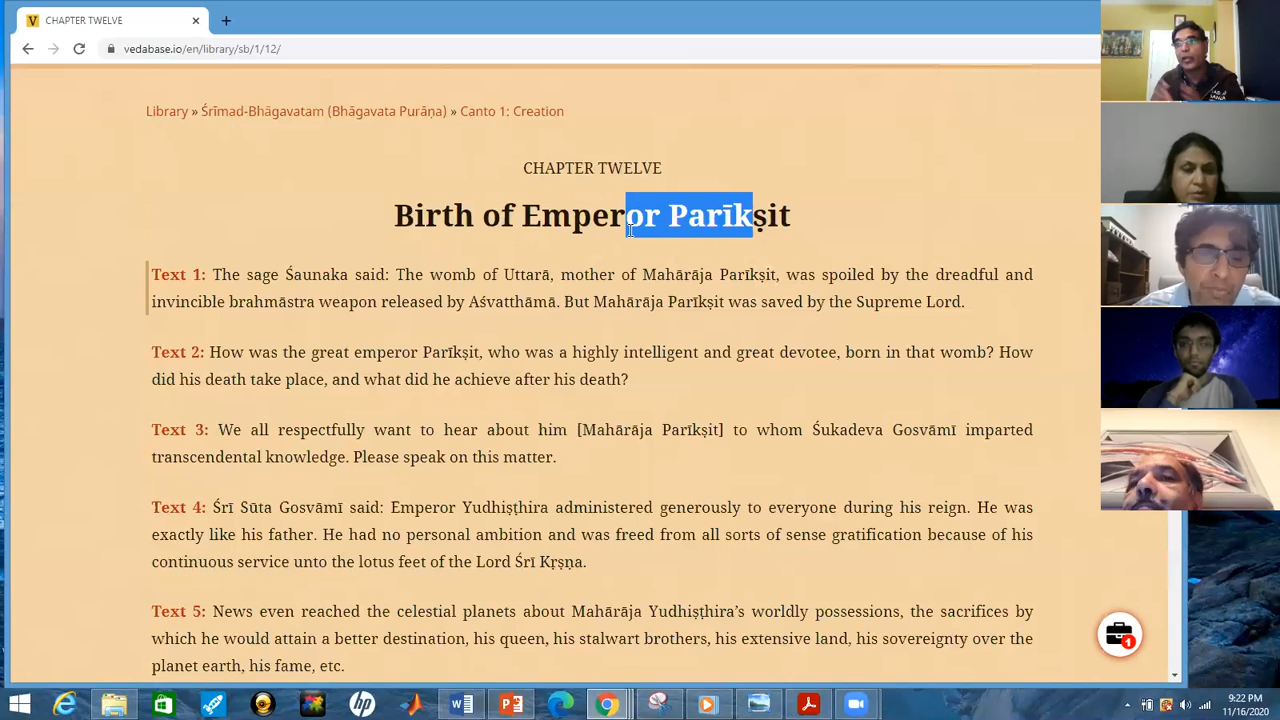 CHAPTER TWELVE
vedabase.io/en/library/sb/1/12/
Library » Śrīmad-Bhāgavatam (Bhāgavata Purāṇa) » Canto 1: Creation
CHAPTER TWELVE
Birth of Emperor Parīkṣit
Text 1: The sage Śaunaka said: The womb of Uttarā, mother of Mahārāja Parīkṣit, was spoiled by the dreadful and
invincible brahmāstra weapon released by Aśvatthāmā. But Mahārāja Parīkṣit was saved by the Supreme Lord.
Text 2: How was the great emperor Parīkṣit, who was a highly intelligent and great devotee, born in that womb? How
did his death take place, and what did he achieve after his death?
Text 3: We all respectfully want to hear about him [Mahārāja Parīkṣit] to whom Śukadeva Gosvāmī imparted
transcendental knowledge. Please speak on this matter.
Text 4: Śrī Sūta Gosvāmī said: Emperor Yudhiṣṭhira administered generously to everyone during his reign. He was
exactly like his father. He had no personal ambition and was freed from all sorts of sense gratification because of his
continuous service unto the lotus feet of the Lord Śrī Kṛṣṇa.
Text 5: News even reached the celestial planets about Mahārāja Yudhiṣṭhira’s worldly possessions, the sacrifices by
which he would attain a better destination, his queen, his stalwart brothers, his extensive land, his sovereignty over the
planet earth, his fame, etc.
1
9:22 PM
11/16/2020